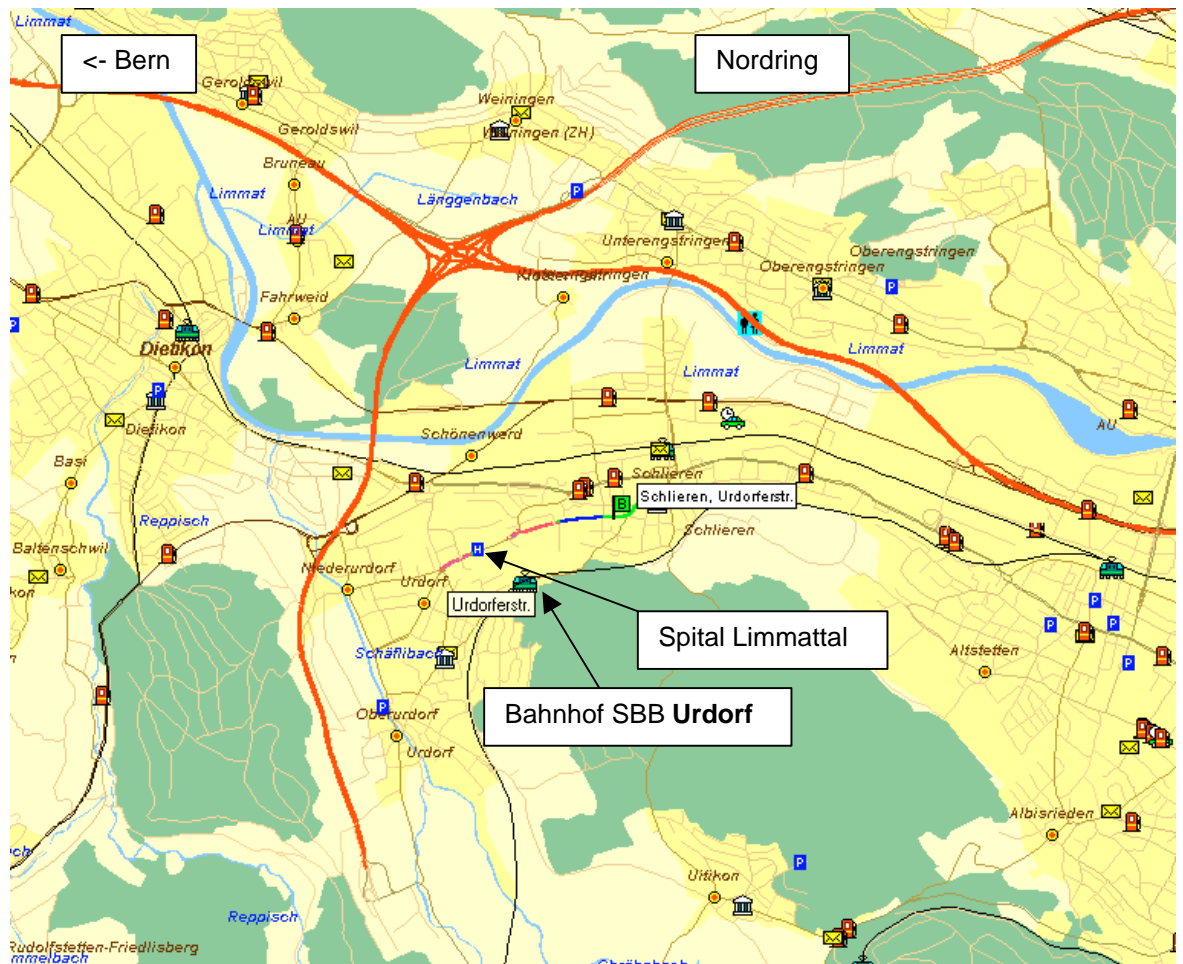 Limmat
Limmat
<- Bern
Nordring
Geroldswil
Weiningen
Geroldswil
Weiningen (ZH)
Bruneau
Limmat
Länggenbach
AU
Limmat
Unterengstringen
Oberengstringen
Oberengstringen
Fahrweid
Dietikon
Limmat
Limmat
Limmat
Dietikon
Schönenwerd
AU
Basi
Schlieren
Schlieren, Urdorferstr.
Reppisch
Schlieren
B
Baltenschwil
H
Niederurdorf
Urdorf
kon
Urdorferstr.
Spital Limmattal
Schäflibach
Altstetten
Bahnhof SBB Urdorf
Oberurdorf
Urdorf
Albisrieden
Uitikon
Reppisch
Rudolfstetten-Friedlisberg
P
P
P
P
P
P
P
P
P
P